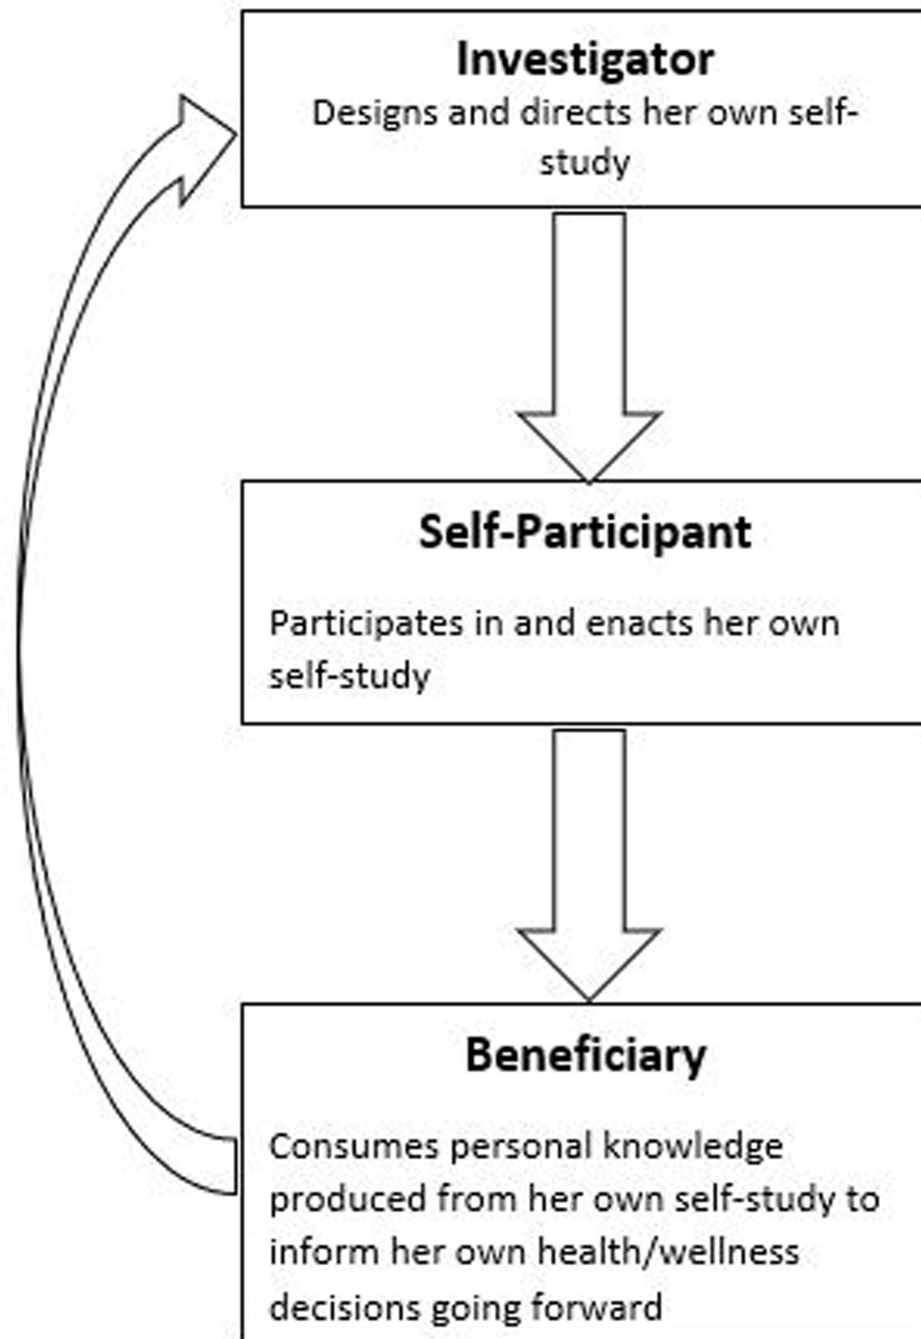 Investigator
Designs and directs her own self-
study
Self-Participant
Participates in and enacts her own
self-study
Beneficiary
Consumes personal knowledge
produced from her own self-study to
inform her own health/wellness
decisions going forward